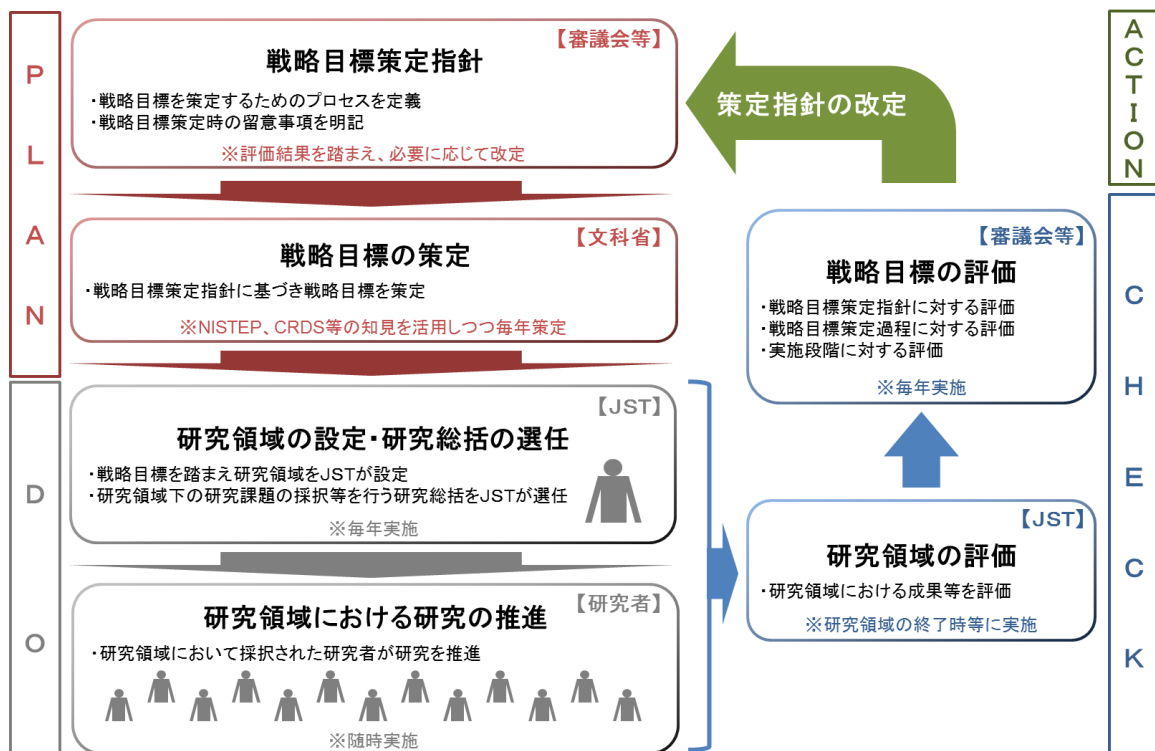 PLAN
【審議会等】
戦略目標策定指針
・戦略目標を策定するためのプロセスを定義
・戦略目標策定時の留意事項を明記
※評価結果を踏まえ、必要に応じて改定
【文科省】
戦略目標の策定
・戦略目標策定指針に基づき戦略目標を策定
※NISTEP、CRDS等の知見を活用しつつ毎年策定
DO
【JST】
研究領域の設定・研究総括の選任
・戦略目標を踏まえ研究領域をJSTが設定
・研究領域下の研究課題の採択等を行う研究総括をJSTが選任
※毎年実施
【研究者】
研究領域における研究の推進
・研究領域において採択された研究者が研究を推進
※随時実施
CHECK
【JST】
研究領域の評価
・研究領域における成果等を評価
※研究領域の終了時等に実施
【審議会等】
戦略目標の評価
・戦略目標策定指針に対する評価
・戦略目標策定過程に対する評価
・実施段階に対する評価
※毎年実施
ACTION
策定指針の改定